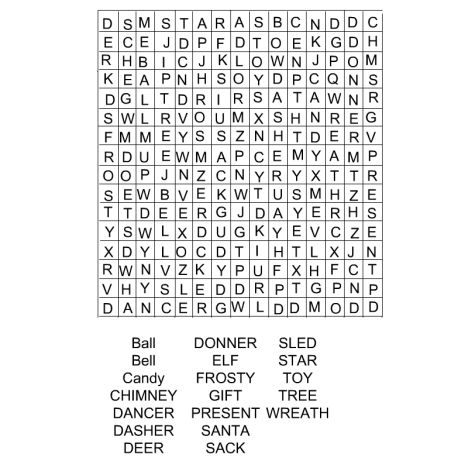 D S M S T A R A S B C N D D C
E C E J D P F D T O E K G D H
R H B I C J K L O W N J P O M
K E A P N H S O Y D P C Q N S
D G L T D R I R S A T A W N R
S W L R V O U M X S H N R E G
F M M E Y S S Z N H T D E R V
R D U E W M A P C E M Y A M P
O O P J N Z C N Y R Y X T T R
S E W B V E K W T U S M H Z E
T T D E E R G J D A Y E R H S
Y S W L X D U G K Y E V C Z E
X D Y L O C D T I H T L X J N
R W N V Z K Y P U F X H F C T
V H Y S L E D D R P T G P N P
D A N C E R G W L D D M O D D
Ball DONNER SLED
Bell ELF STAR
Candy FROSTY TOY
CHIMNEY GIFT TREE
DANCER PRESENT WREATH
DASHER SANTA
DEER SACK